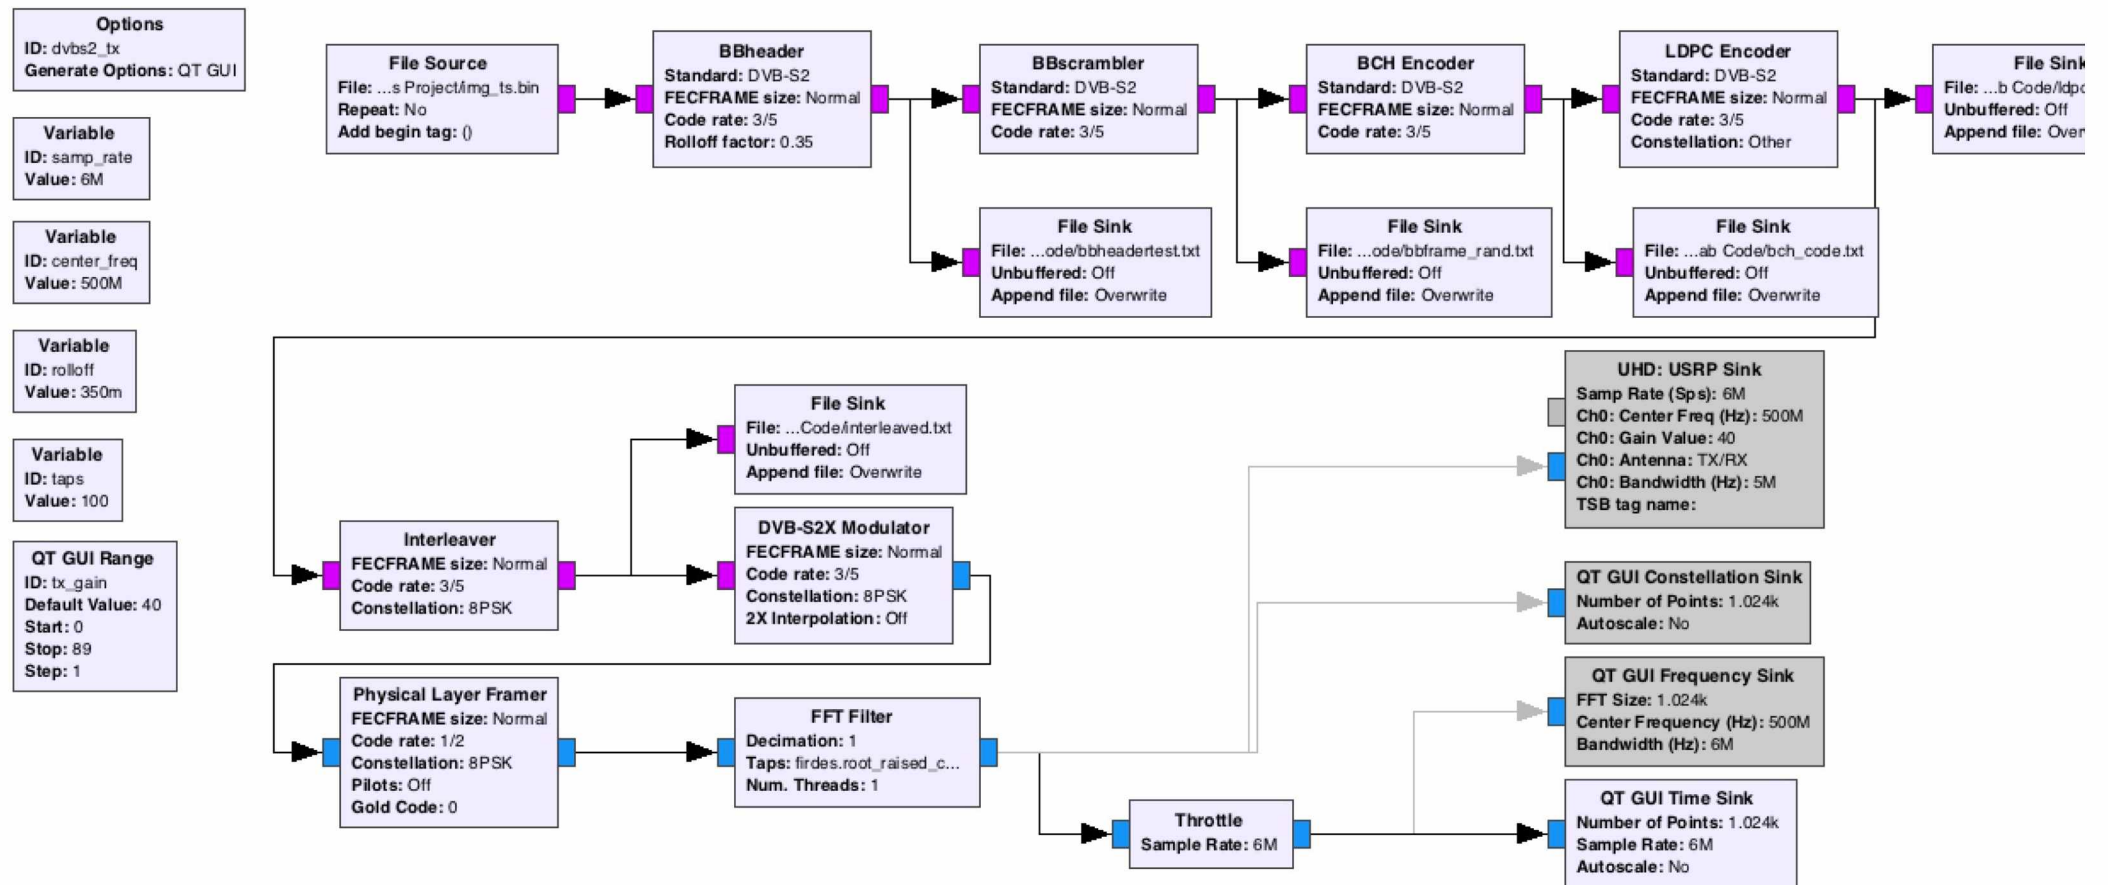 Options
ID: dvbs2_tx
Generate Options: QT GUI
Variable
ID: samp_rate
Value: 6M
Variable
ID: center_freq
Value: 500M
Variable
ID: rolloff
Value: 350m
Variable
ID: taps
Value: 100
QT GUI Range
ID: tx_gain
Default Value: 40
Start: 0
Stop: 89
Step: 1
File Source
File: ...s Project/img_ts.bin
Repeat: No
Add begin tag: ()
BBheader
Standard: DVB-S2
FECFRAME size: Normal
Code rate: 3/5
Rolloff factor: 0.35
BBscrambler
Standard: DVB-S2
FECFRAME size: Normal
Code rate: 3/5
BCH Encoder
Standard: DVB-S2
FECFRAME size: Normal
Code rate: 3/5
LDPC Encoder
Standard: DVB-S2
FECFRAME size: Normal
Code rate: 3/5
Constellation: Other
File Sink
File: ...b Code/ldpc
Unbuffered: Off
Append file: Over
File Sink
File: ...ode/bbheadertest.txt
Unbuffered: Off
Append file: Overwrite
File Sink
File: ...ode/bbframe_rand.txt
Unbuffered: Off
Append file: Overwrite
File Sink
File: ...ab Code/bch_code.txt
Unbuffered: Off
Append file: Overwrite
File Sink
File: ...Code/interleaved.txt
Unbuffered: Off
Append file: Overwrite
Interleaver
FECFRAME size: Normal
Code rate: 3/5
Constellation: 8PSK
DVB-S2X Modulator
FECFRAME size: Normal
Code rate: 3/5
Constellation: 8PSK
2X Interpolation: Off
Physical Layer Framer
FECFRAME size: Normal
Code rate: 1/2
Constellation: 8PSK
Pilots: Off
Gold Code: 0
FFT Filter
Decimation: 1
Taps: firdes.root_raised_c...
Num. Threads: 1
Throttle
Sample Rate: 6M
UHD: USRP Sink
Samp Rate (Sps): 6M
Ch0: Center Freq (Hz): 500M
Ch0: Gain Value: 40
Ch0: Antenna: TX/RX
Ch0: Bandwidth (Hz): 5M
TSB tag name:
QT GUI Constellation Sink
Number of Points: 1.024k
Autoscale: No
QT GUI Frequency Sink
FFT Size: 1.024k
Center Frequency (Hz): 500M
Bandwidth (Hz): 6M
QT GUI Time Sink
Number of Points: 1.024k
Sample Rate: 6M
Autoscale: No